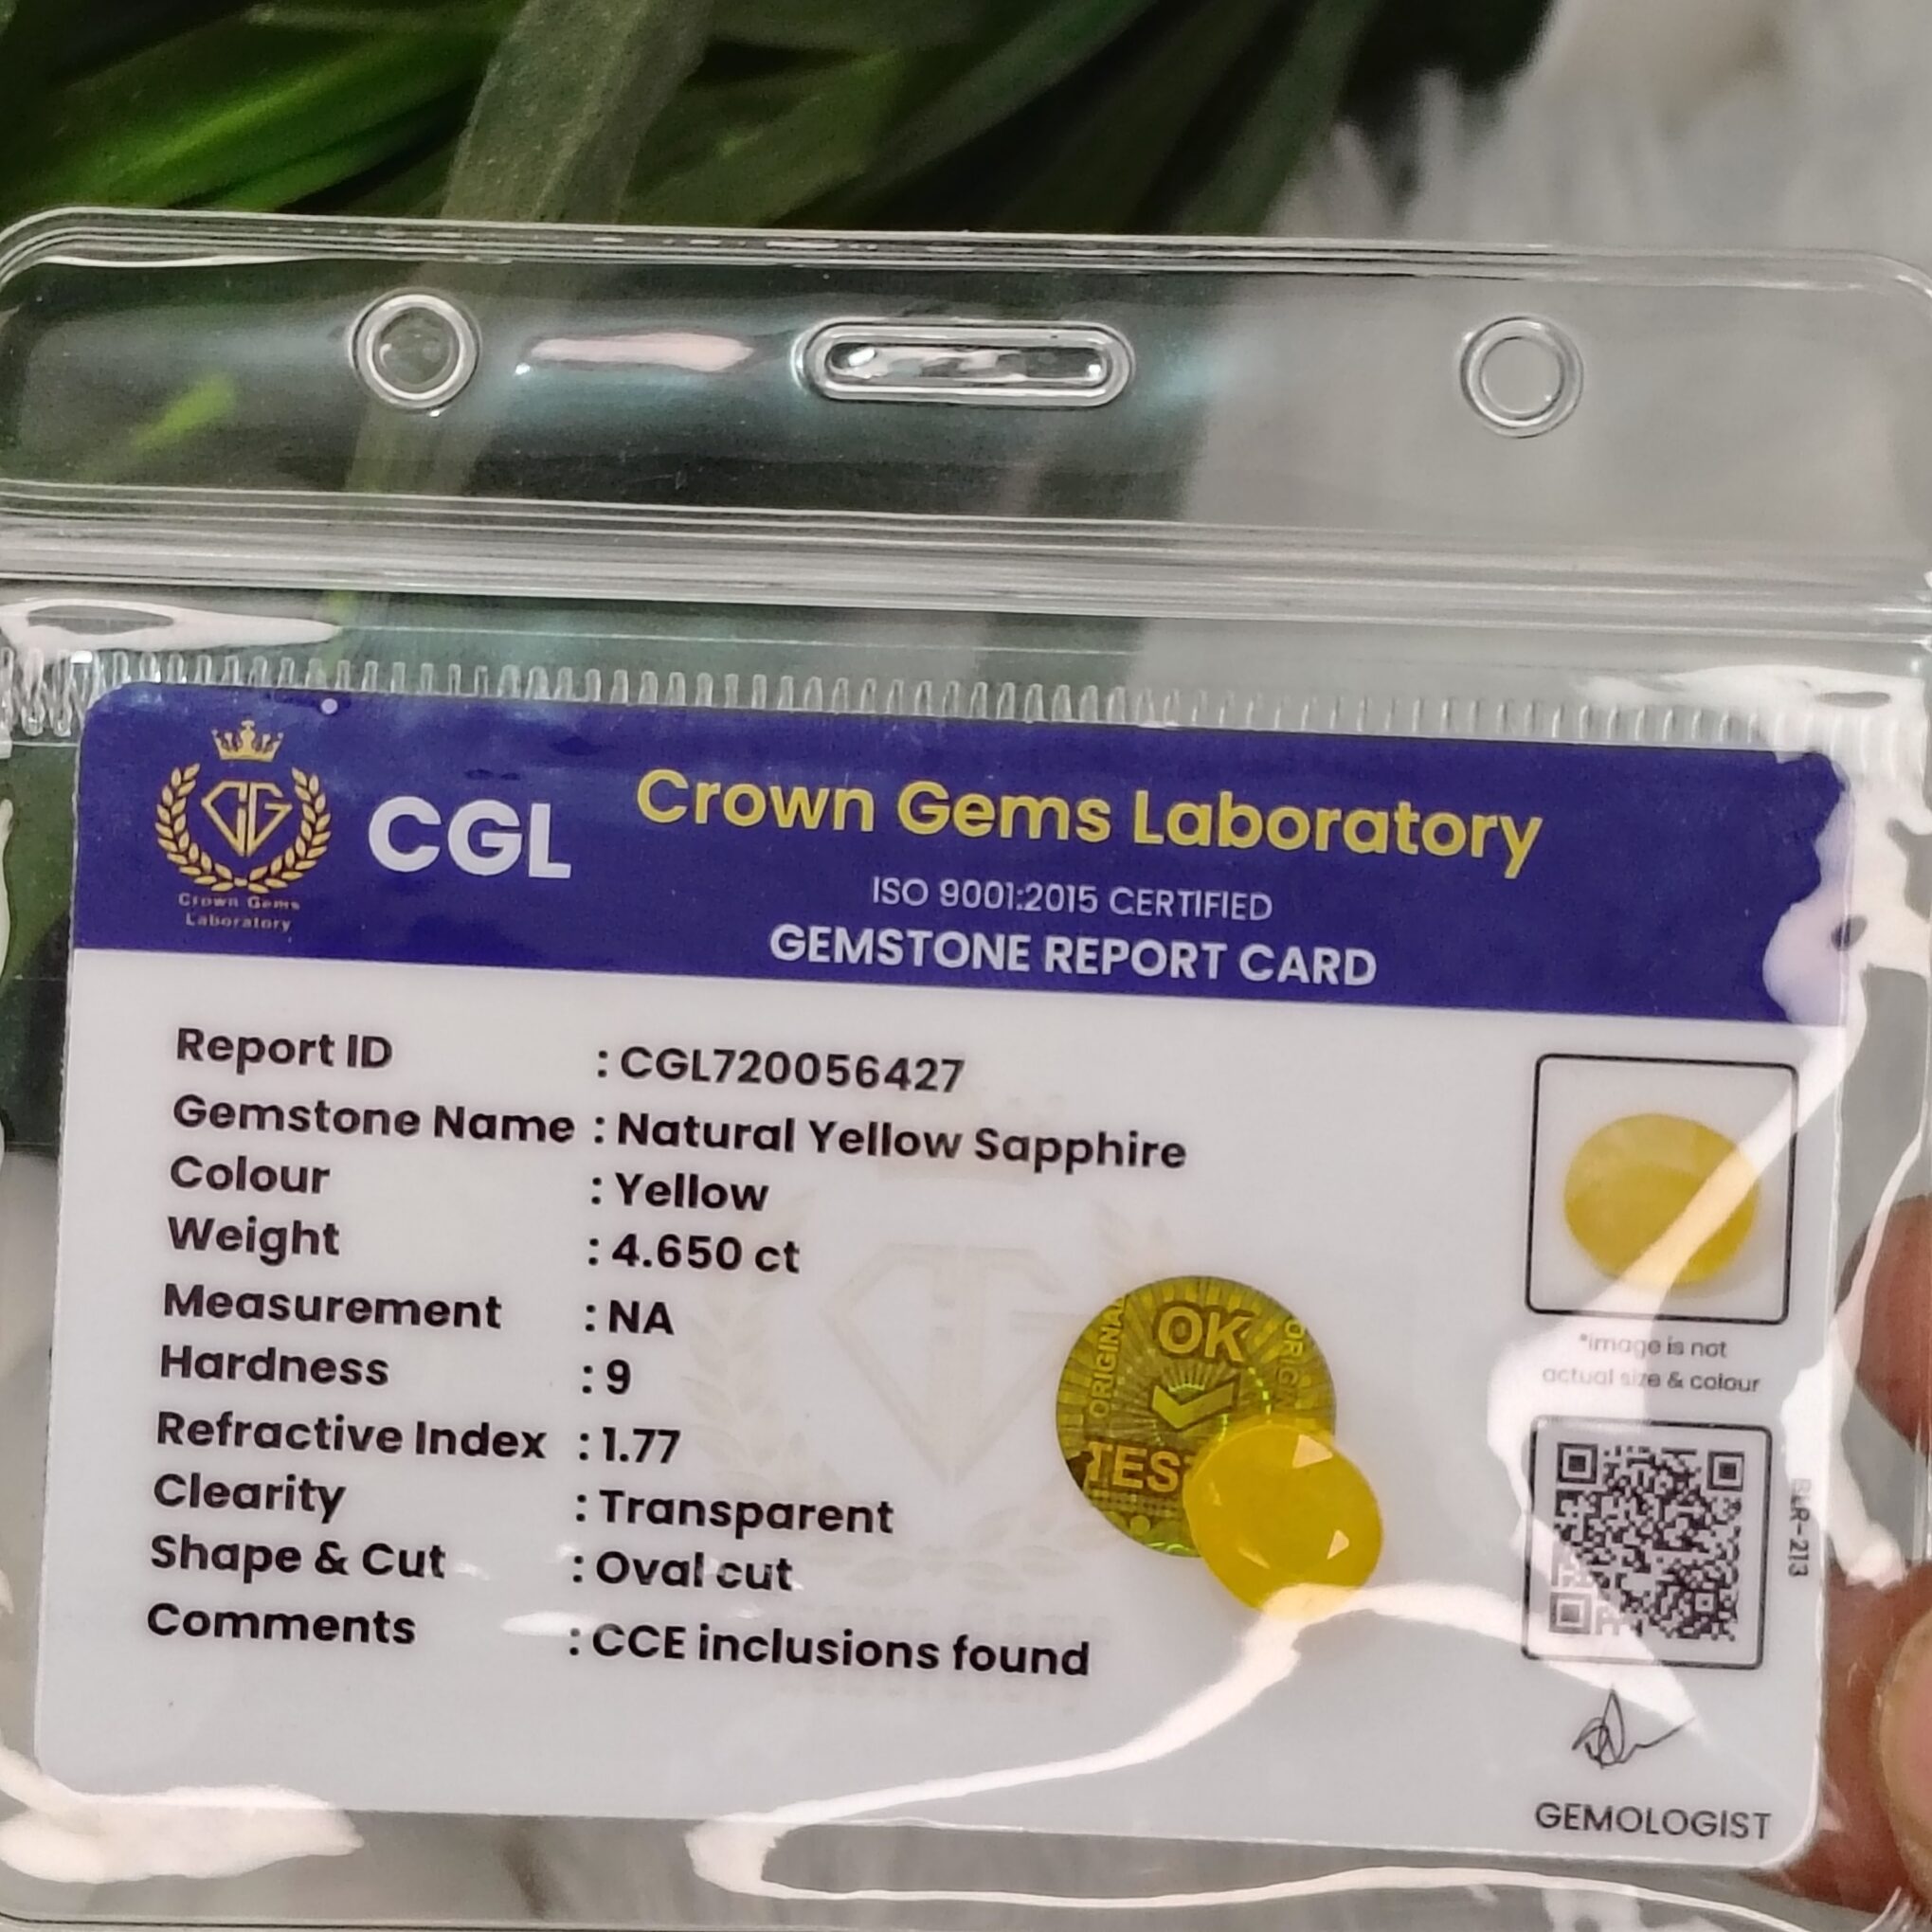 CGL
Crown Gems Laboratory
Crown Gems
Laboratory
ISO 9001:2015 CERTIFIED
GEMSTONE REPORT CARD
Report ID : CGL720056427
Gemstone Name : Natural Yellow Sapphire
Colour : Yellow
Weight : 4.650 ct
Measurement : NA
Hardness : 9
Refractive Index : 1.77
Clearity : Transparent
Shape & Cut : Oval cut
Comments : CCE inclusions found
ORIGINAL
OK
TES
*image is not
actual size & colour
GEMOLOGIST